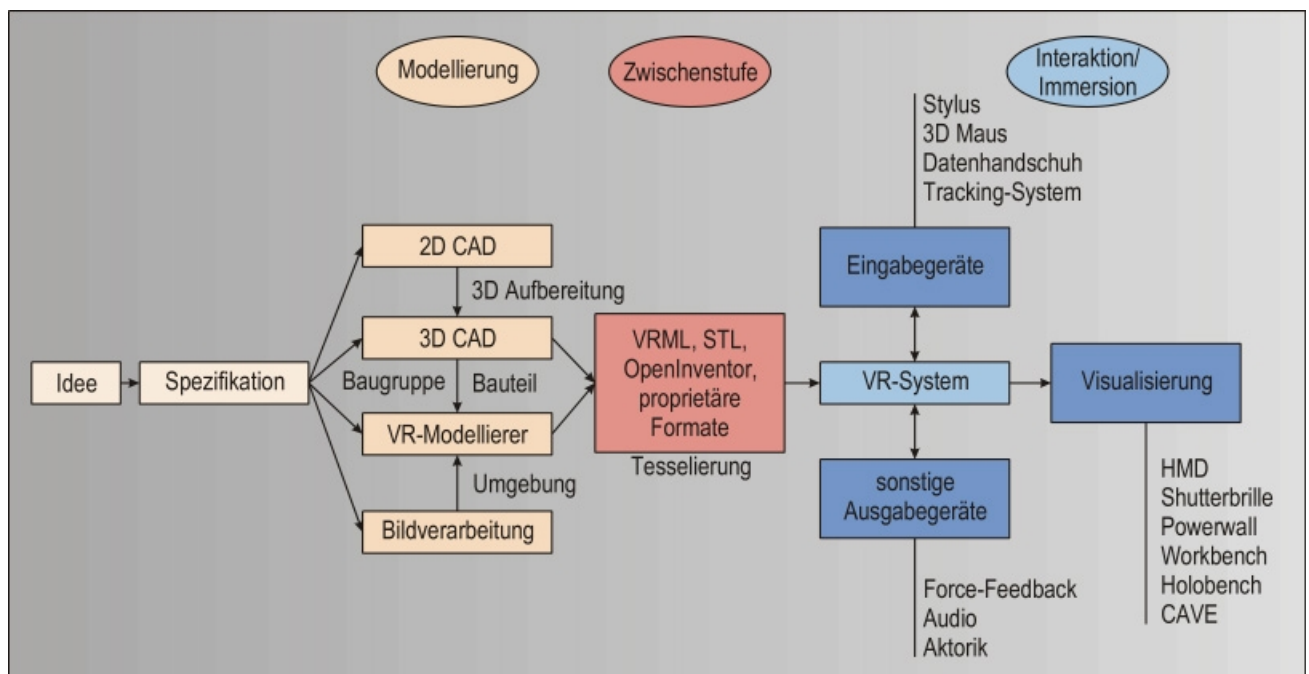 Modellierung
Zwischenstufe
Interaktion/
Immersion
Stylus
3D Maus
Datenhandschuh
Tracking-System
2D CAD
3D Aufbereitung
3D CAD
Baugruppe
Bauteil
Idee
Spezifikation
VR-Modellierer
Umgebung
Bildverarbeitung
VRML, STL,
OpenInventor,
proprietäre
Formate
Tesselierung
Eingabegeräte
VR-System
Visualisierung
sonstige
Ausgabegeräte
Force-Feedback
Audio
Aktorik
HMD
Shutterbrille
Powerwall
Workbench
Holobench
CAVE